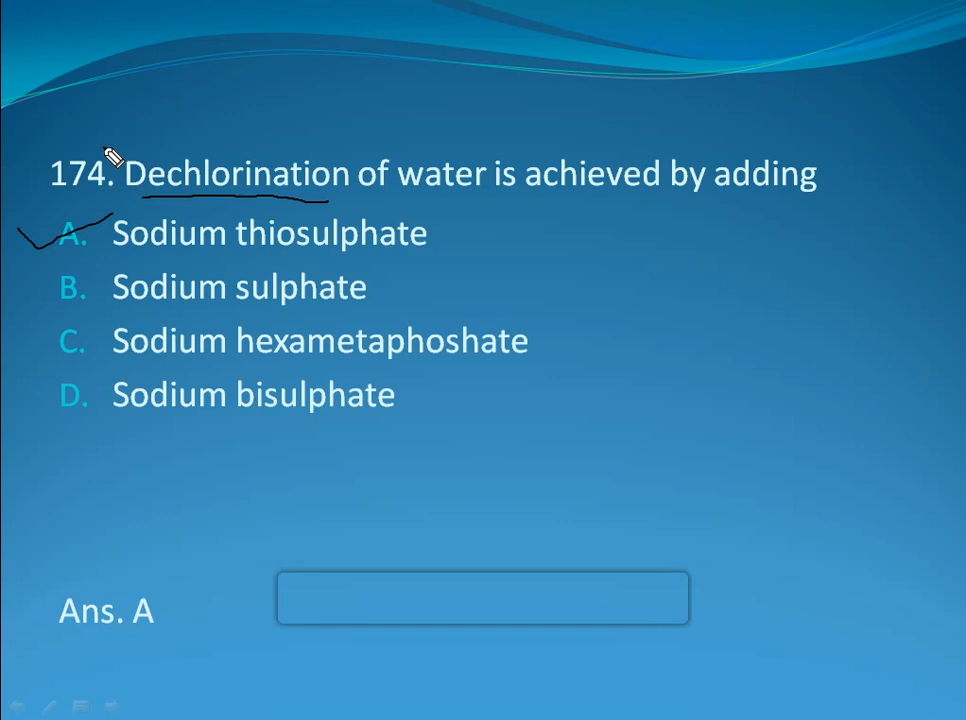 174. Dechlorination of water is achieved by adding
A. Sodium thiosulphate
B. Sodium sulphate
C. Sodium hexametaphoshate
D. Sodium bisulphate
Ans. A